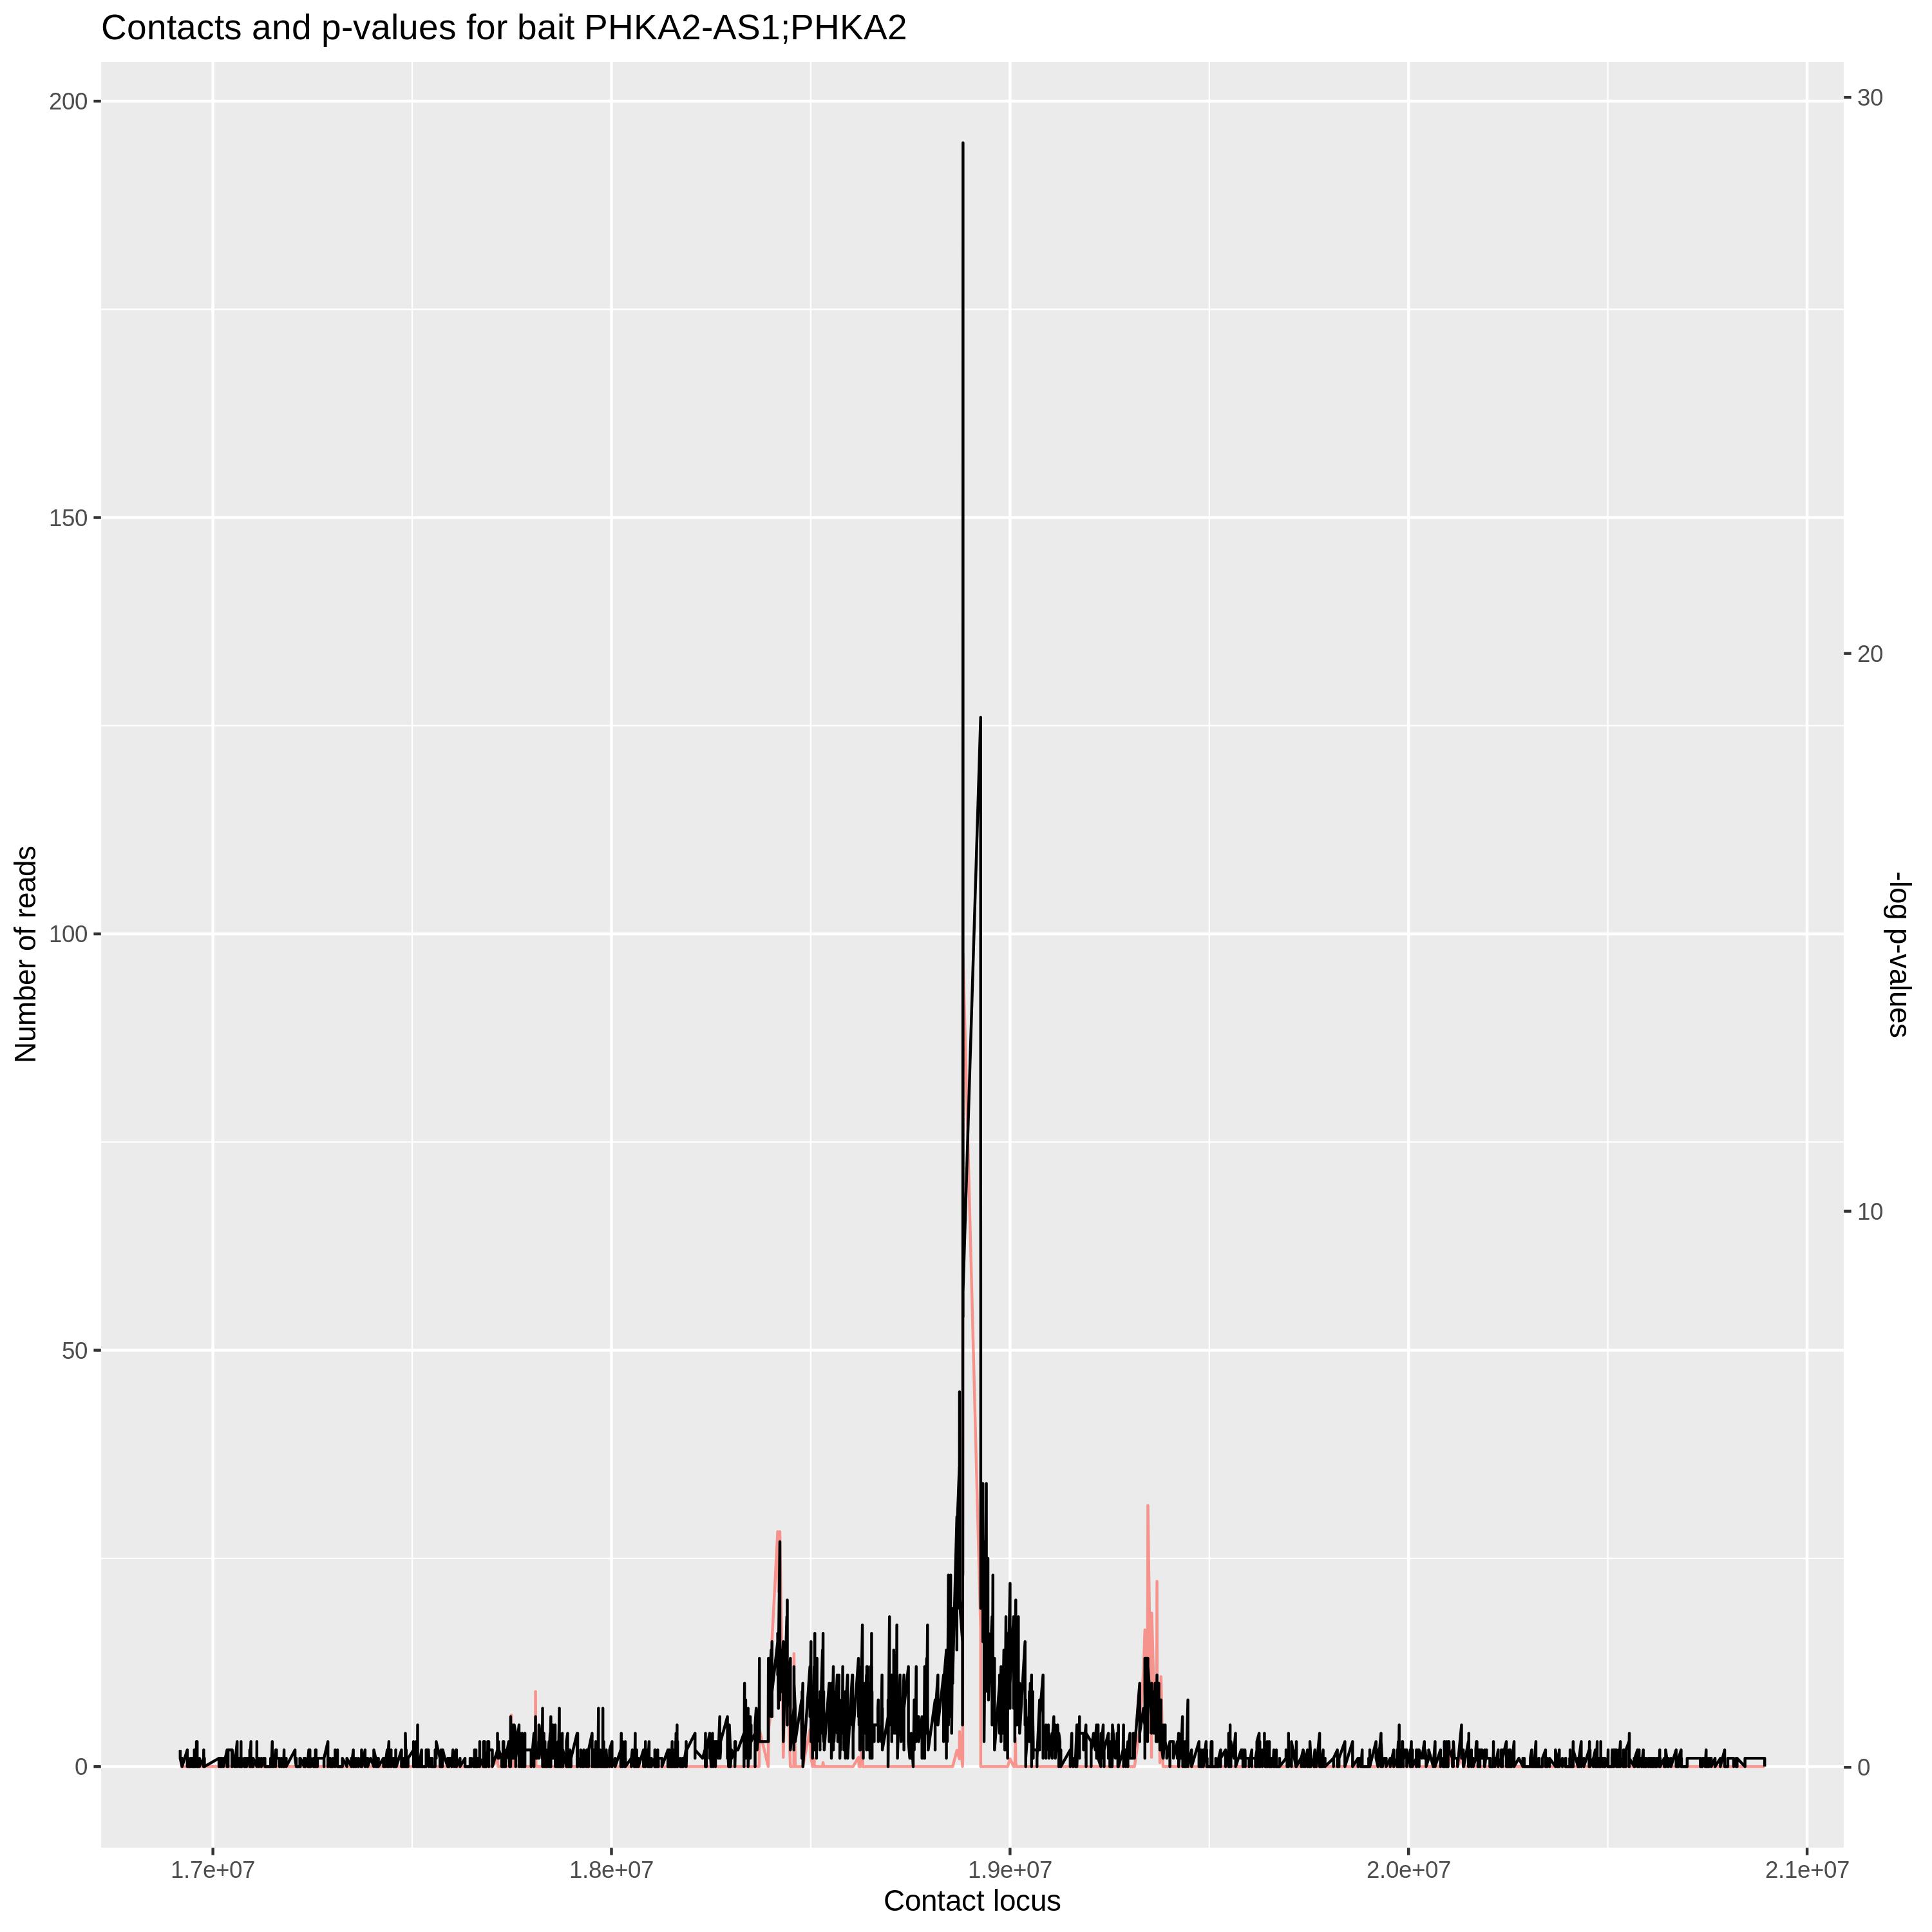 Contacts and p-values for bait PHKA2-AS1;PHKA2
200
150
100
50
0
Number of reads
30
20
10
0
-log p-values
1.7e+07
1.8e+07
1.9e+07
2.0e+07
2.1e+07
Contact locus